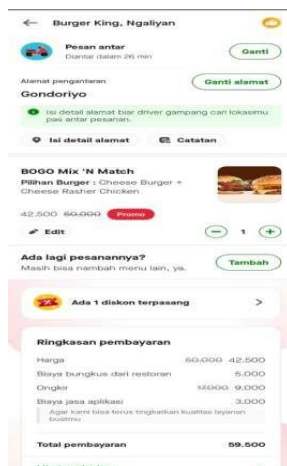 Burger King, Ngaliyan
Pesan antar
Diantar dalam 26 min
Ganti
Alamat pengantaran
Gondoriyo
Ganti alamat
Isi detail alamat biar driver gampang cari lokasimu
pas antar pesanan.
Isi detail alamat
Catatan
BOGO Mix 'N Match
Pilihan Burger : Cheese Burger +
Cheese Rasher Chicken
42.500 60.000 Promo
Edit
1
Ada lagi pesanannya?
Masih bisa nambah menu lain, ya.
Tambah
Ada 1 diskon terpasang
Ringkasan pembayaran
Harga 60.000 42.500
Biaya bungkus dari restoran 5.000
Ongkir 9.000
Biaya jasa aplikasi 3.000
Agar kami bisa terus tingkatkan kualitas layanan
buatmu
Total pembayaran 59.500